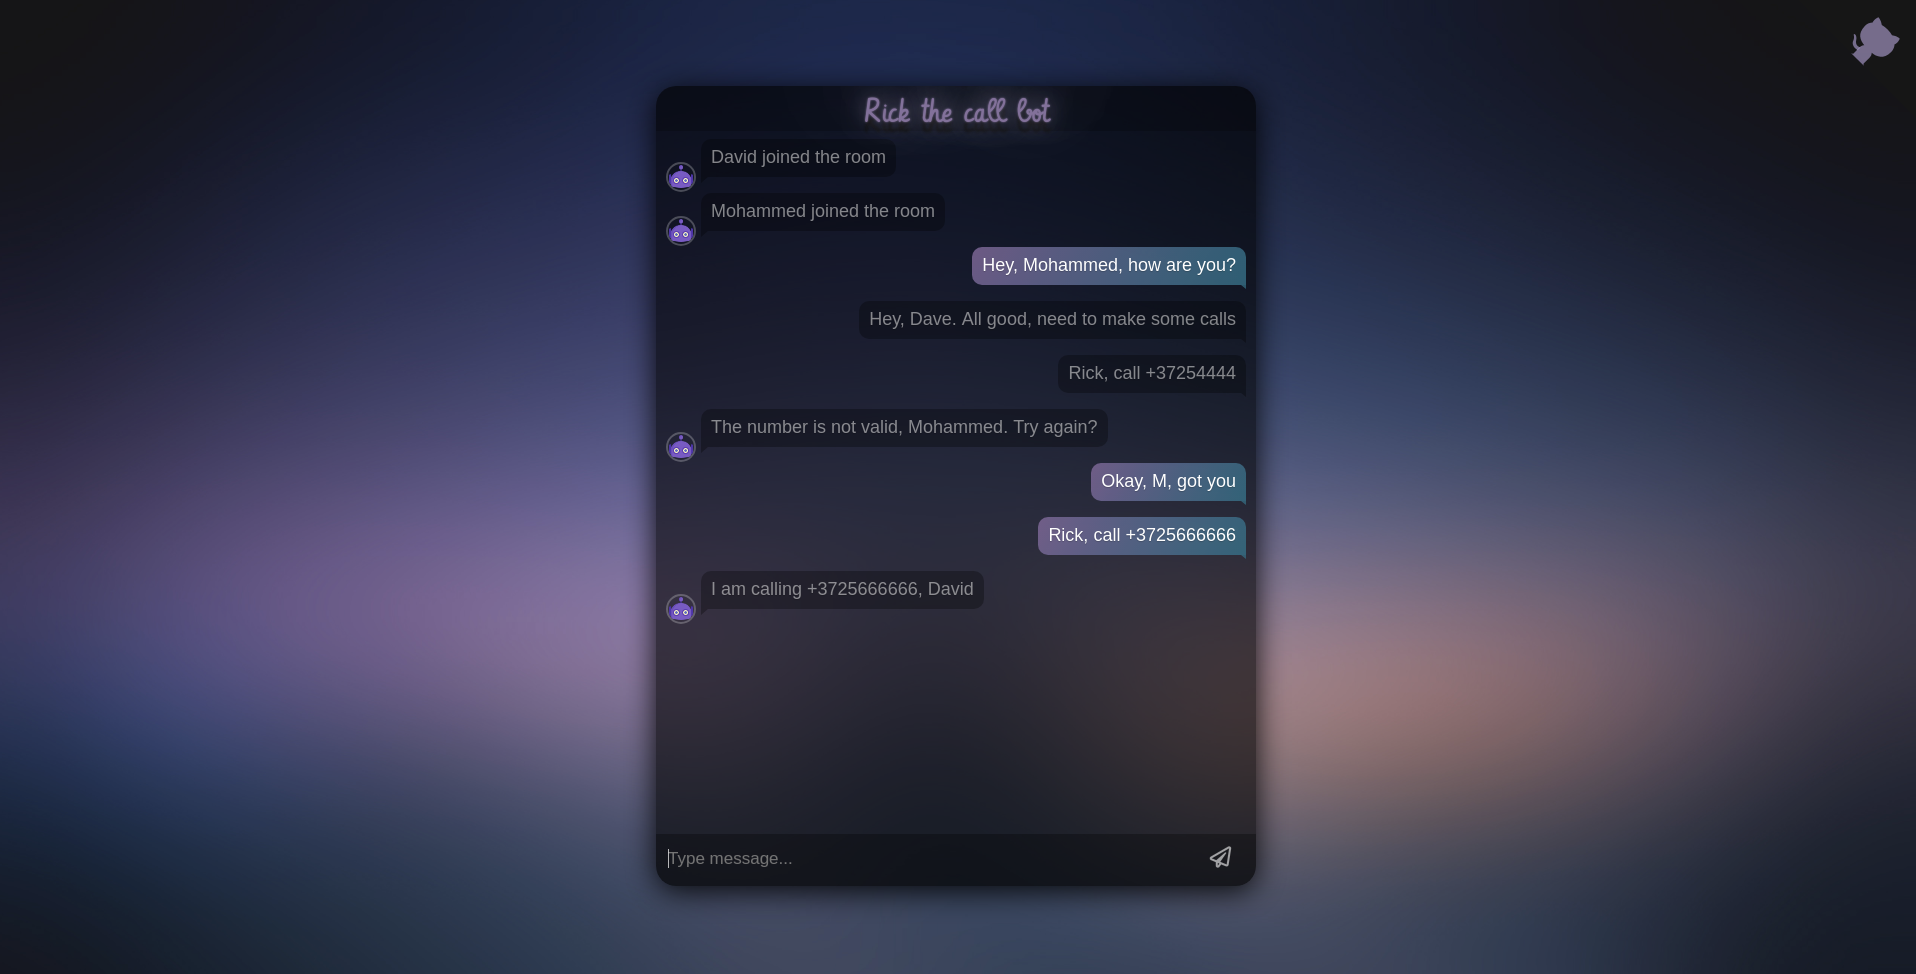 Rick the call bot
David joined the room
Mohammed joined the room
Hey, Mohammed, how are you?
Hey, Dave. All good, need to make some calls
Rick, call +37254444
The number is not valid, Mohammed. Try again?
Okay, M, got you
Rick, call +3725666666
I am calling +3725666666, David
Type message...